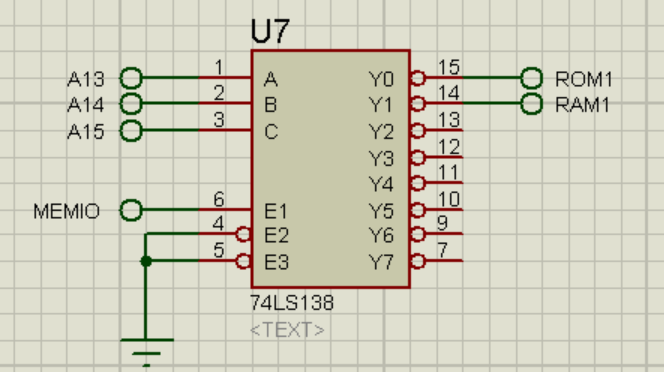 U7
A13 1 A Y0 15 ROM1
A14 2 B Y1 14 RAM1
A15 3 C Y2 13
Y3 12
Y4 11
MEMIO 6 E1 Y5 10
4 E2 Y6 9
5 E3 Y7 7
74LS138
<TEXT>